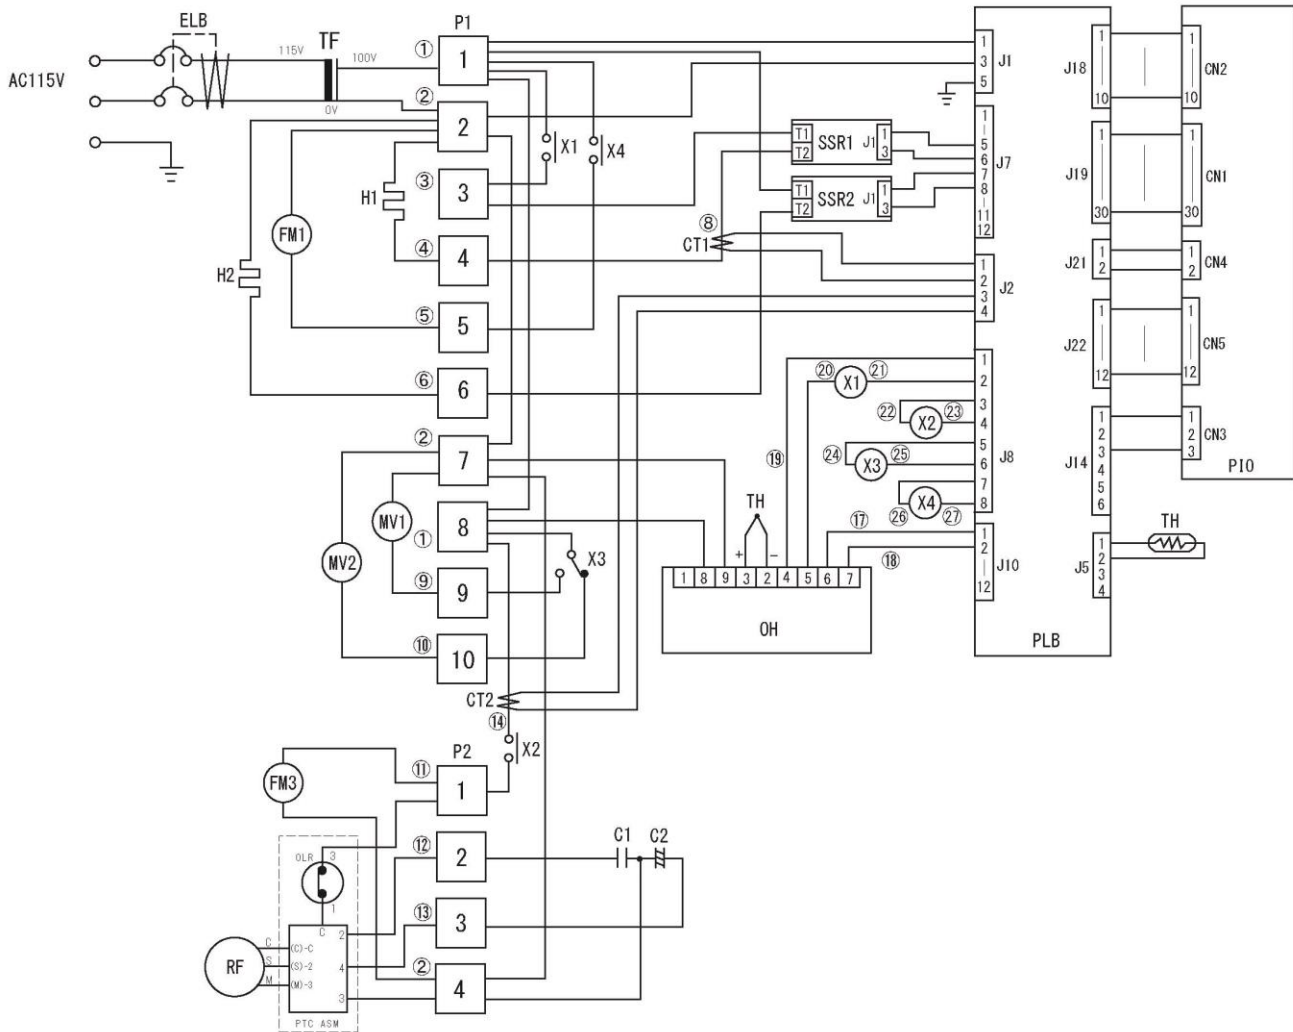 AC115V
ELB
115V
TF
100V
0V
P1
① 1
② 2
③ 3
④ 4
⑤ 5
⑥ 6
② 7
① 8
⑨ 9
⑩ 10
H1
FM1
H2
MV1
MV2
X1
X4
X3
SSR1 T1 T2 J1 1 3
SSR2 T1 T2 J1 1 3
⑧
CT1
CT2
⑭
X2
P2
⑪ 1
⑫ 2
⑬ 3
② 4
FM3
OLR
3
1
C
2
4
3
RF
C (C)-C
S (S)-2
M (M)-3
PTC ASM
C1
C2
TH
+ -
1 8 9 3 2 4 5 6 7
OH
⑲
⑰
⑱
⑳ X1 ㉑
㉒ X2 ㉓
㉔ X3 ㉕
㉖ X4 ㉗
J1
1
3
5
J7
1
5
6
7
8
11
12
J2
1
2
3
4
J8
1
2
3
4
5
6
7
8
J10
1
2
12
PLB
J18
1
10
J19
1
30
J21
1
2
J22
1
12
J14
1
2
3
4
5
6
J5
1
2
3
4
TH
CN2
1
10
CN1
1
30
CN4
1
2
CN5
1
12
CN3
1
2
3
PIO